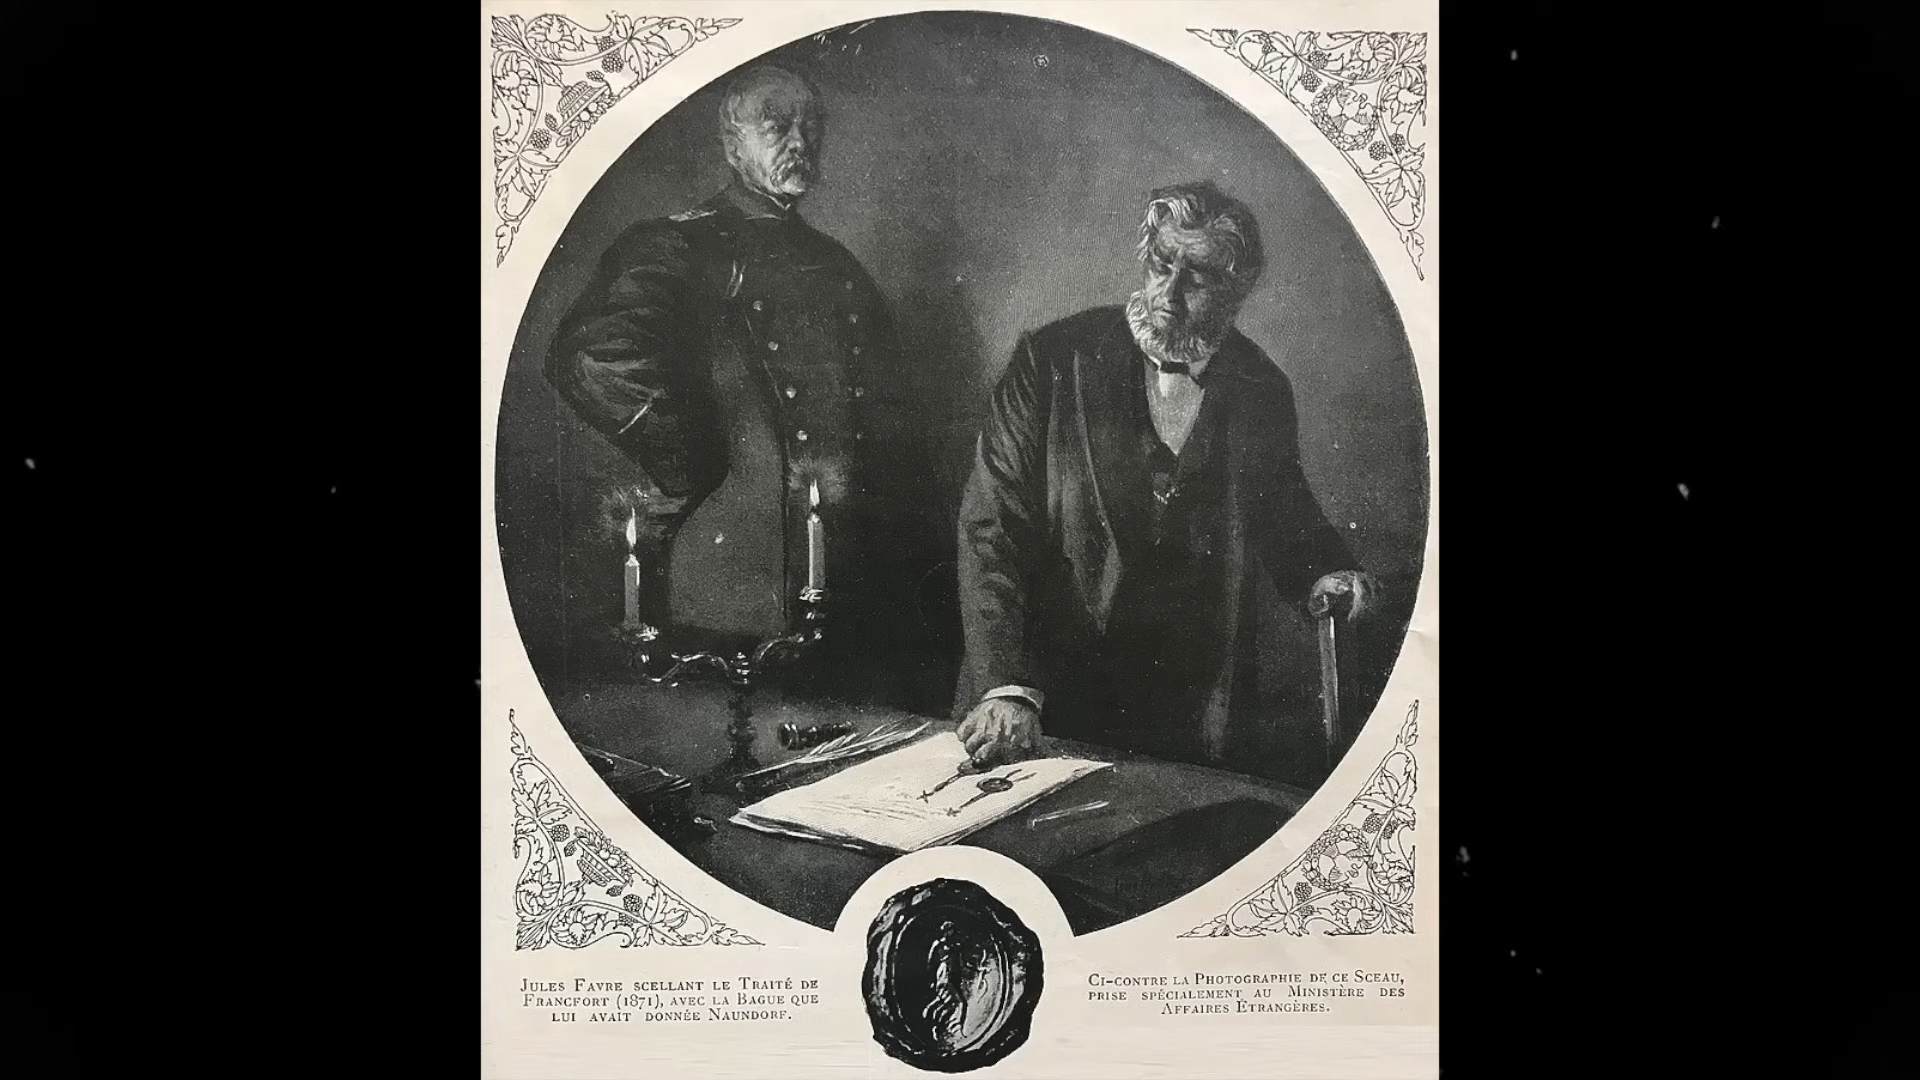 JULES FAVRE SCELLANT LE TRAITÉ DE
FRANCFORT (1871), AVEC LA BAGUE QUE
LUI AVAIT DONNÉE NAUNDORF.
CI-CONTRE LA PHOTOGRAPHIE DE CE SCEAU,
PRISE SPÉCIALEMENT AU MINISTÈRE DES
AFFAIRES ÉTRANGÈRES.